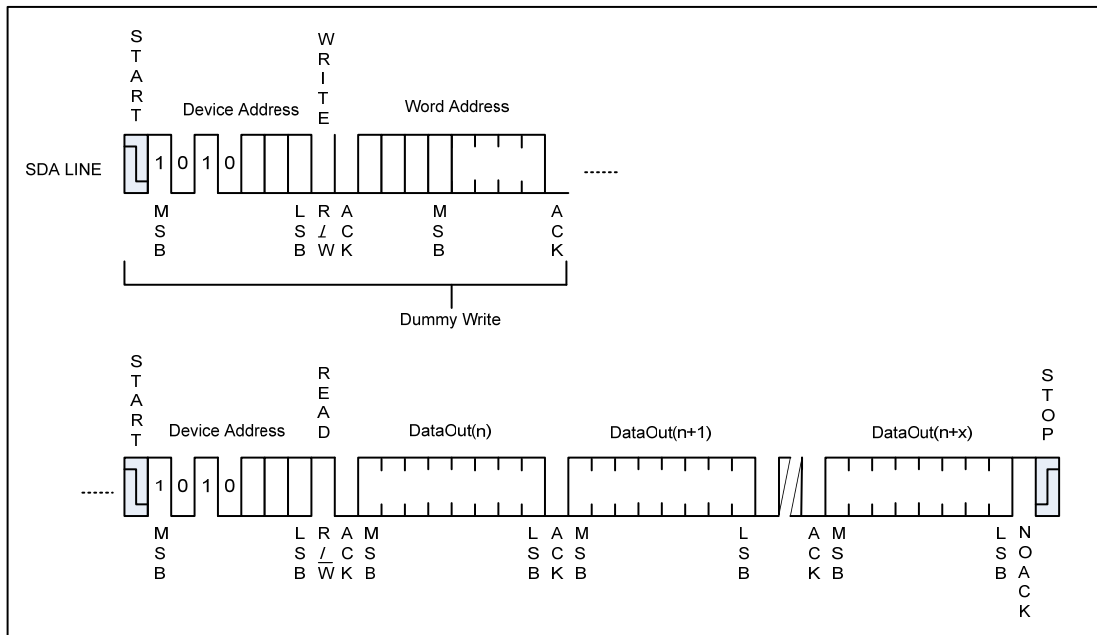 START
WRITE
Device Address
Word Address
SDA LINE
1 0 1 0
MSB
LSB
R/W
ACK
MSB
ACK
......
Dummy Write
START
READ
STOP
Device Address
DataOut(n)
DataOut(n+1)
DataOut(n+x)
......
1 0 1 0
MSB
LSB
R/W
ACK
MSB
LSB
ACK
MSB
LSB
ACK
MSB
LSB
NOACK